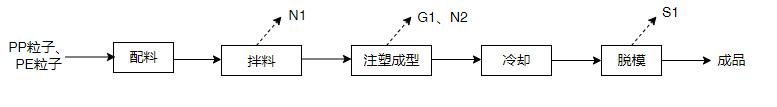 S1
N1
G1、N2
PP粒子、
PE粒子
配料
拌料
注塑成型
冷却
脱模
成品